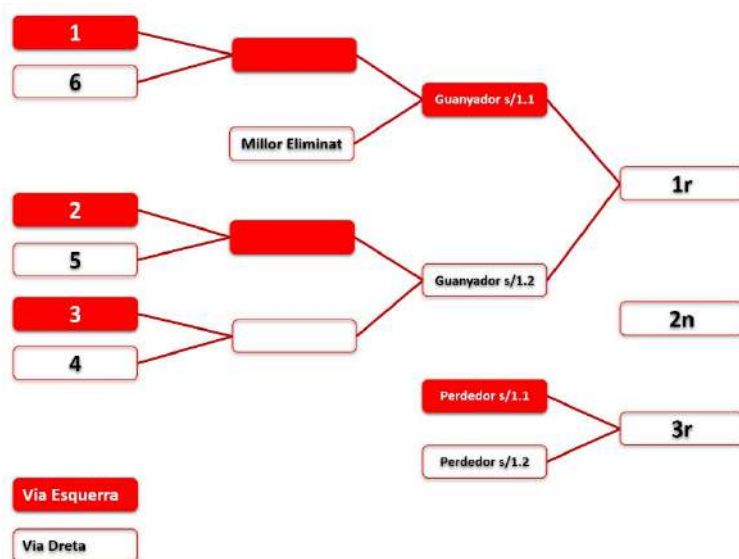 1
6
Millor Eliminat
Guanyador s/1.1
1r
2
5
3
4
Guanyador s/1.2
2n
Perdedor s/1.1
Perdedor s/1.2
3r
Via Esquerra
Via Dreta